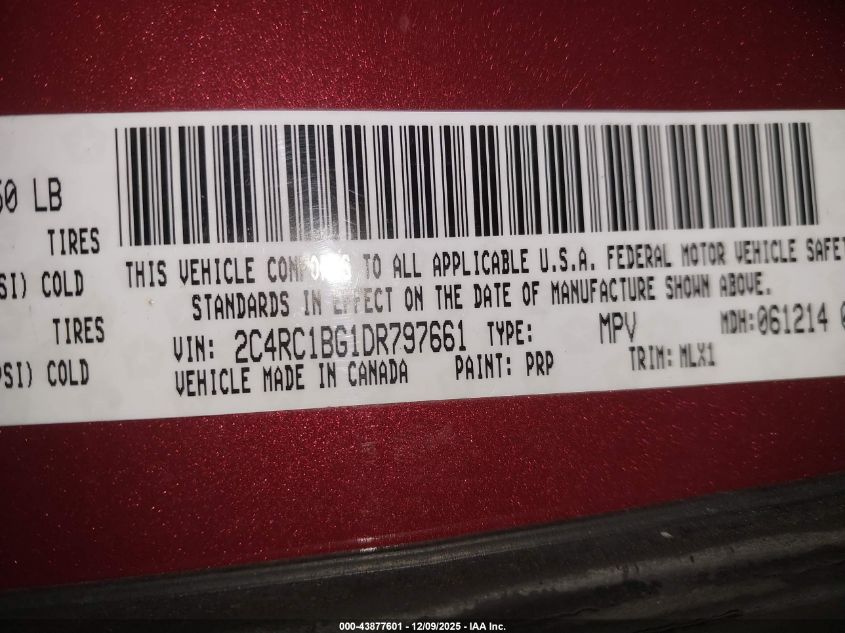 50 LB
TIRES
SI) COLD
TIRES
PSI) COLD
THIS VEHICLE CONFORMS TO ALL APPLICABLE U.S.A. FEDERAL MOTOR VEHICLE SAFETY
STANDARDS IN EFFECT ON THE DATE OF MANUFACTURE SHOWN ABOVE.
VIN: 2C4RC1BG1DR797661 TYPE: MPV MDH:061214 0
VEHICLE MADE IN CANADA PAINT: PRP TRIM: MLX1
000-43877601 - 12/09/2025 - IAA Inc.